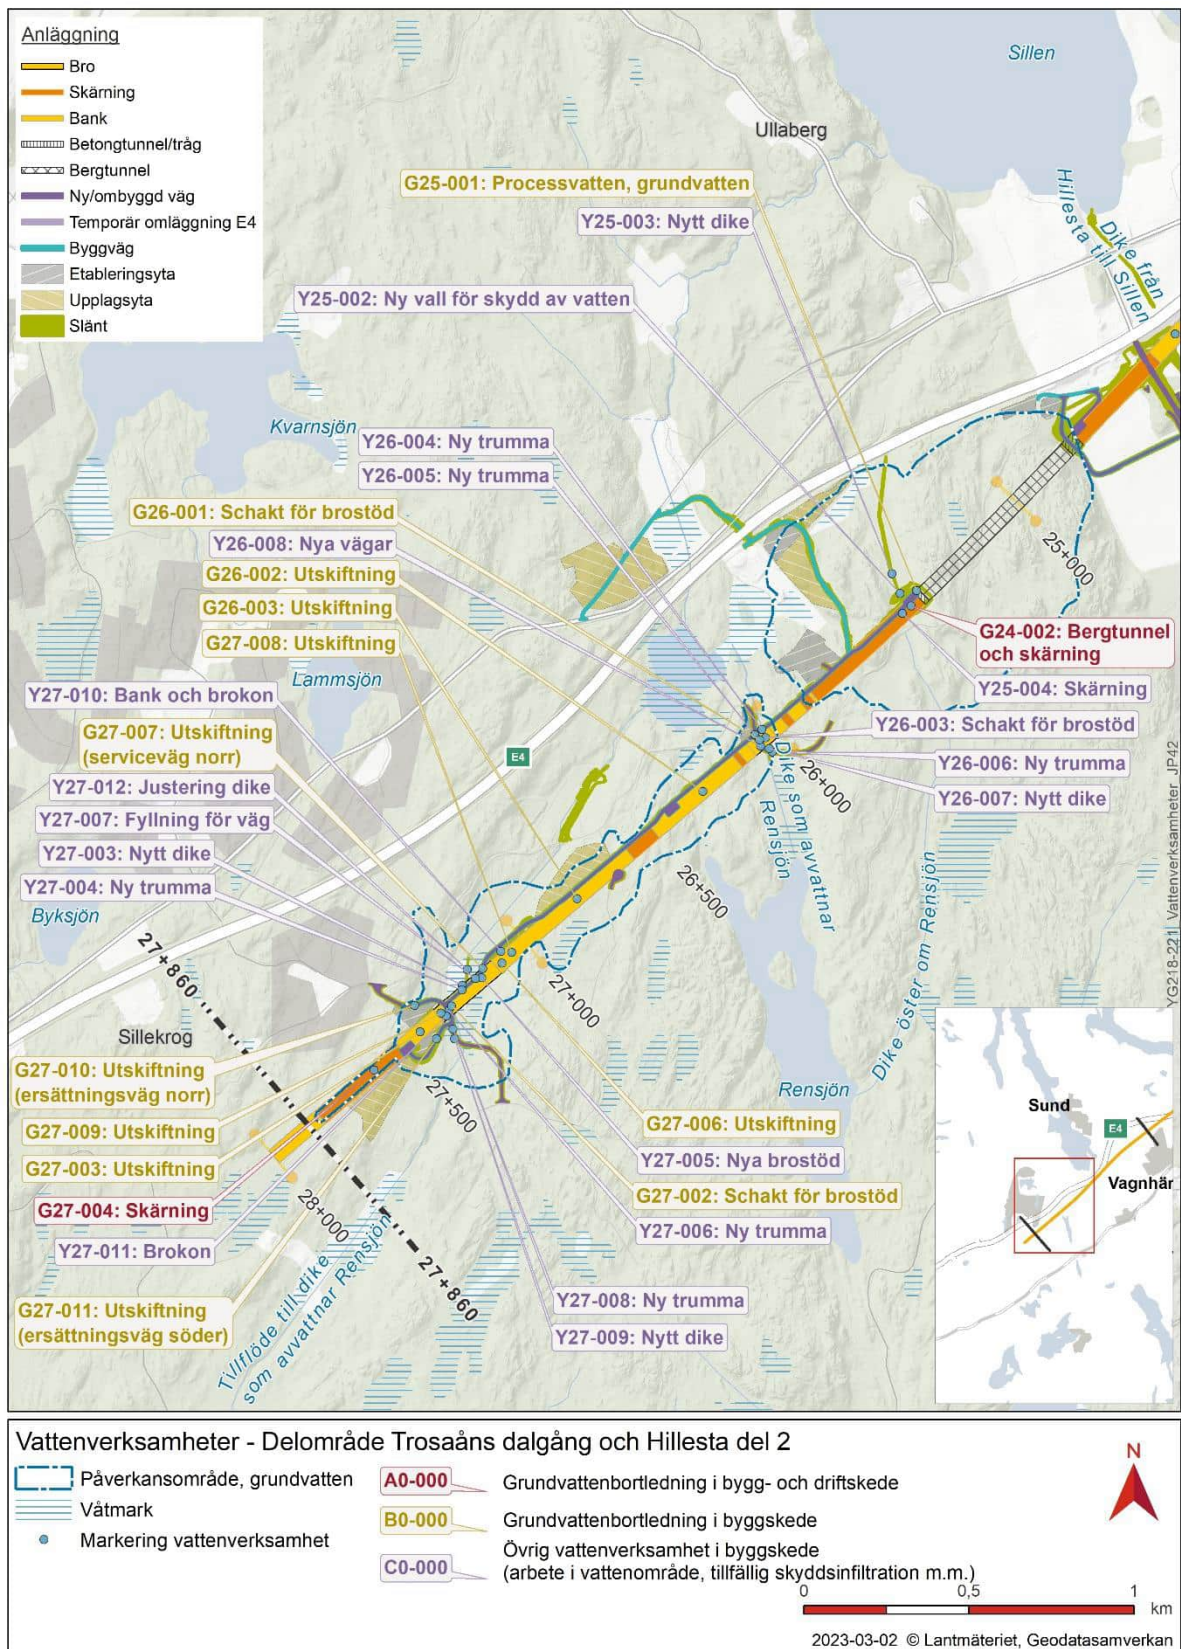 Anläggning
Bro
Skärning
Bank
Betongtunnel/tråg
Bergtunnel
Ny/ombyggd väg
Temporär omläggning E4
Byggväg
Etableringsyta
Upplagsyta
Slänt
Sillen
Ullaberg
G25-001: Processvatten, grundvatten
Y25-003: Nytt dike
Hillesta till Sillen
Dike från
Y25-002: Ny vall för skydd av vatten
Kvarnsjön
Y26-004: Ny trumma
Y26-005: Ny trumma
G26-001: Schakt för brostöd
Y26-008: Nya vägar
G26-002: Utskiftning
G26-003: Utskiftning
G27-008: Utskiftning
25+000
G24-002: Bergtunnel
och skärning
Lammsjön
Y27-010: Bank och brokon
Y25-004: Skärning
G27-007: Utskiftning
(serviceväg norr)
Y26-003: Schakt för brostöd
E4
Y26-006: Ny trumma
Y27-012: Justering dike
26+000
Y26-007: Nytt dike
Y27-007: Fyllning för väg
Dike som avvattnar
Rensjön
Y27-003: Nytt dike
Y27-004: Ny trumma
26+500
Byksjön
27+860
27+000
Dike öster om Rensjön
YG218-221_Vattenverksamheter_JP42
Sillekrog
G27-010: Utskiftning
(ersättningsväg norr)
27+500
Rensjön
G27-009: Utskiftning
G27-006: Utskiftning
G27-003: Utskiftning
Y27-005: Nya brostöd
G27-002: Schakt för brostöd
G27-004: Skärning
28+000
Y27-006: Ny trumma
Y27-011: Brokon
27+860
G27-011: Utskiftning
(ersättningsväg söder)
Tillflöde till dike
som avvattnar Rensjön
Y27-008: Ny trumma
Y27-009: Nytt dike
Sund
E4
Vagnhär
Vattenverksamheter - Delområde Trosaåns dalgång och Hillesta del 2
Påverkansområde, grundvatten
Våtmark
Markering vattenverksamhet
A0-000 Grundvattenbortledning i bygg- och driftskede
B0-000 Grundvattenbortledning i byggskede
C0-000 Övrig vattenverksamhet i byggskede
(arbete i vattenområde, tillfällig skyddsinfiltration m.m.)
N
0 0,5 1
km
2023-03-02 © Lantmäteriet, Geodatasamverkan